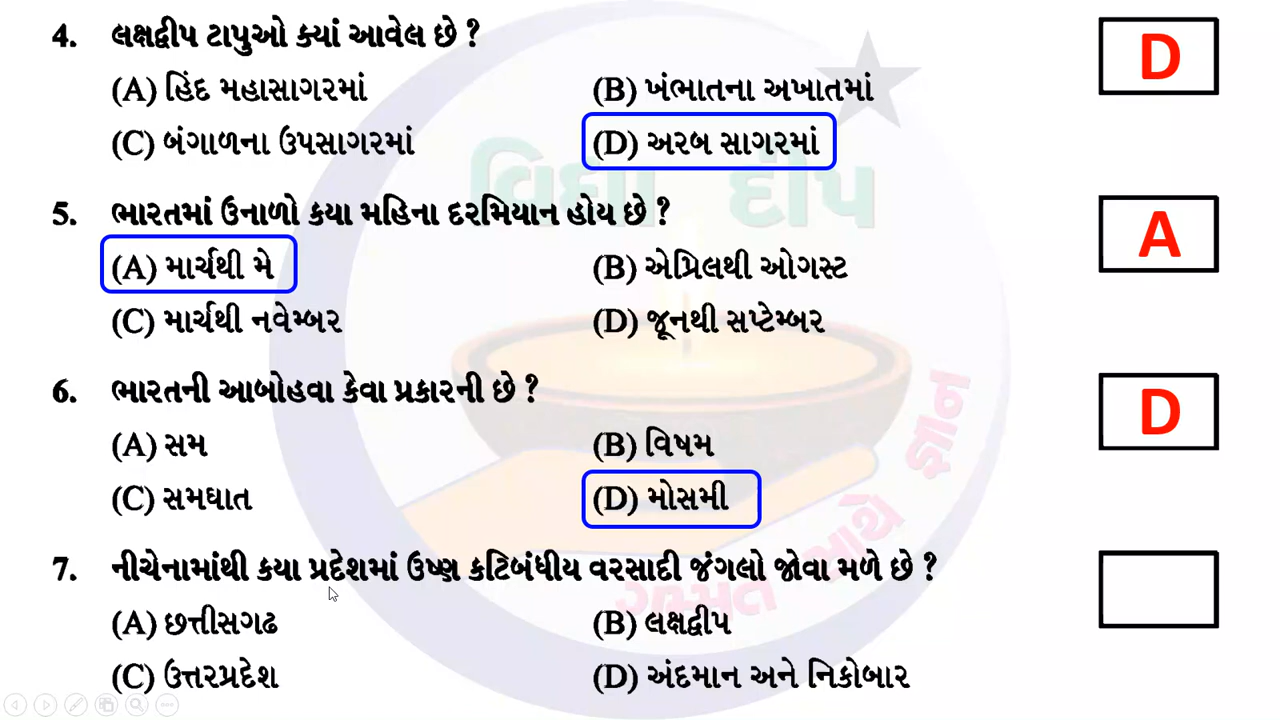 4. લક્ષદ્વીપ ટાપુઓ ક્યાં આવેલ છે ? D
(A) હિંદ મહાસાગરમાં (B) ખંભાતના અખાતમાં
(C) બંગાળના ઉપસાગરમાં (D) અરબ સાગરમાં
વિદ્યા દીપ
5. ભારતમાં ઉનાળો કયા મહિના દરમિયાન હોય છે ? A
(A) માર્ચથી મે (B) એપ્રિલથી ઓગસ્ટ
(C) માર્ચથી નવેમ્બર (D) જૂનથી સપ્ટેમ્બર
6. ભારતની આબોહવા કેવા પ્રકારની છે ? D
(A) સમ (B) વિષમ
(C) સમઘાત (D) મોસમી
ગમ્મત સાથે જ્ઞાન
7. નીચેનામાંથી કયા પ્રદેશમાં ઉષ્ણ કટિબંધીય વરસાદી જંગલો જોવા મળે છે ?
(A) છત્તીસગઢ (B) લક્ષદ્વીપ
(C) ઉત્તરપ્રદેશ (D) અંદમાન અને નિકોબાર